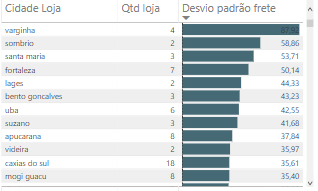 Cidade Loja Qtd loja Desvio padrão frete
varginha 4 67,92
sombrio 2 58,86
santa maria 3 53,71
fortaleza 7 50,14
lages 2 44,33
bento goncalves 3 43,23
uba 6 42,55
suzano 3 41,68
apucarana 8 37,84
videira 2 35,97
caxias do sul 18 35,61
mogi guacu 8 35,40